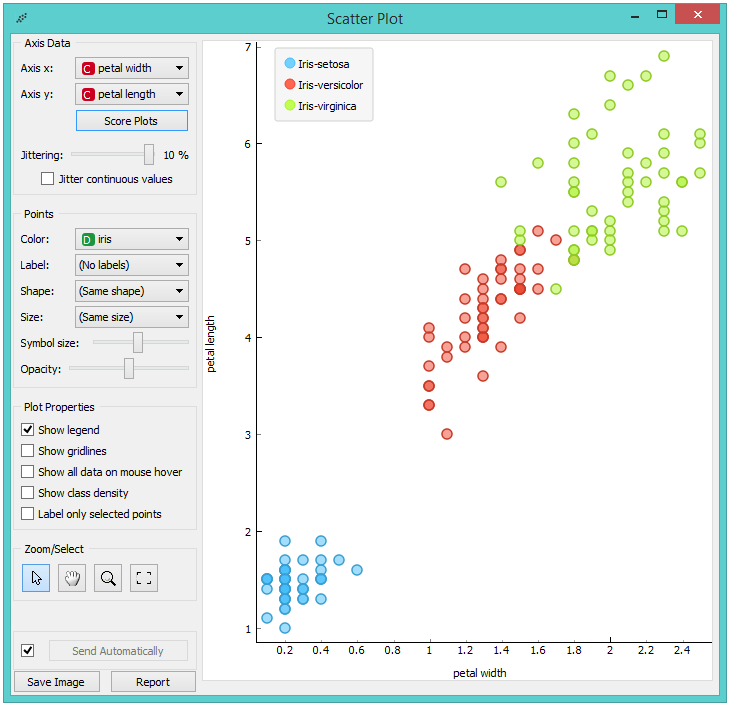 Scatter Plot
Axis Data
Axis x: C petal width
Axis y: C petal length
Score Plots
Jittering: 10 %
Jitter continuous values
Points
Color: D iris
Label: (No labels)
Shape: (Same shape)
Size: (Same size)
Symbol size:
Opacity:
Plot Properties
Show legend
Show gridlines
Show all data on mouse hover
Show class density
Label only selected points
Zoom/Select
Send Automatically
Save Image Report
Iris-setosa
Iris-versicolor
Iris-virginica
petal length
7
6
5
4
3
2
1
0.2 0.4 0.6 0.8 1 1.2 1.4 1.6 1.8 2 2.2 2.4
petal width